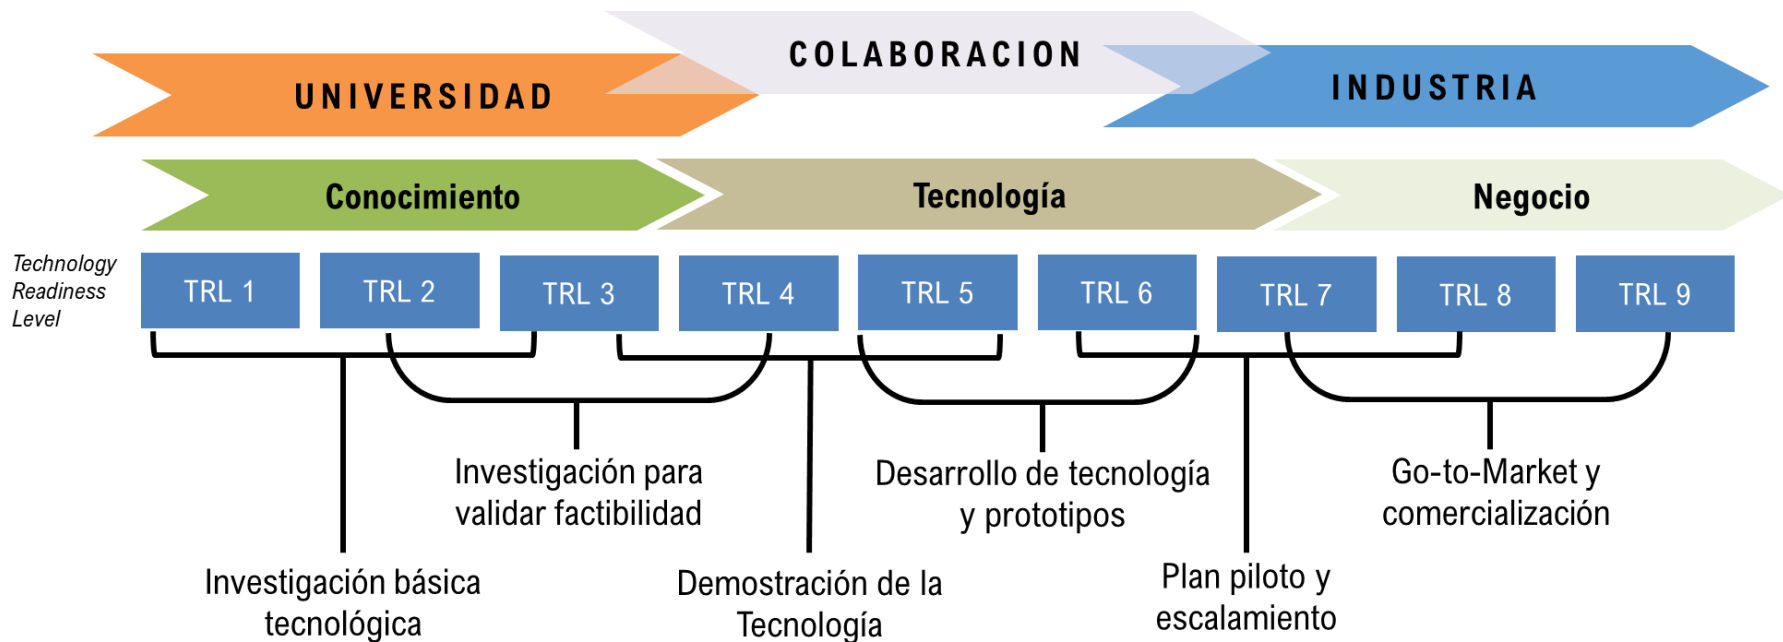 COLABORACION
UNIVERSIDAD
INDUSTRIA
Conocimiento
Tecnología
Negocio
Technology
Readiness
Level
TRL 1
TRL 2
TRL 3
TRL 4
TRL 5
TRL 6
TRL 7
TRL 8
TRL 9
Investigación para
validar factibilidad
Desarrollo de tecnología
y prototipos
Go-to-Market y
comercialización
Investigación básica
tecnológica
Demostración de la
Tecnología
Plan piloto y
escalamiento